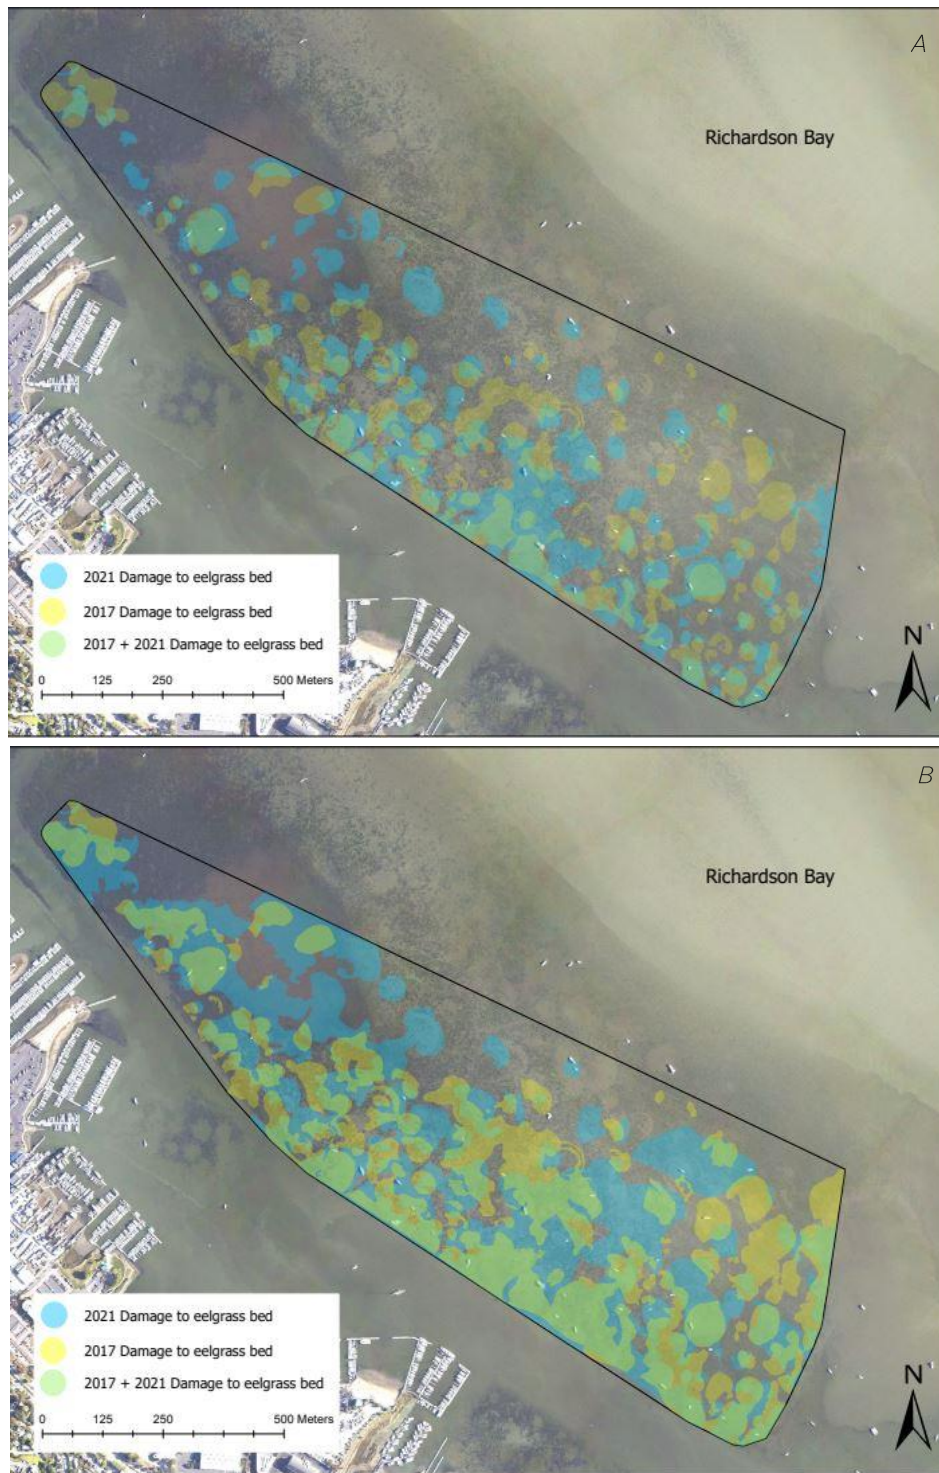 A
Richardson Bay
2021 Damage to eelgrass bed
2017 Damage to eelgrass bed
2017 + 2021 Damage to eelgrass bed
0 125 250 500 Meters
N
B
Richardson Bay
2021 Damage to eelgrass bed
2017 Damage to eelgrass bed
2017 + 2021 Damage to eelgrass bed
0 125 250 500 Meters
N